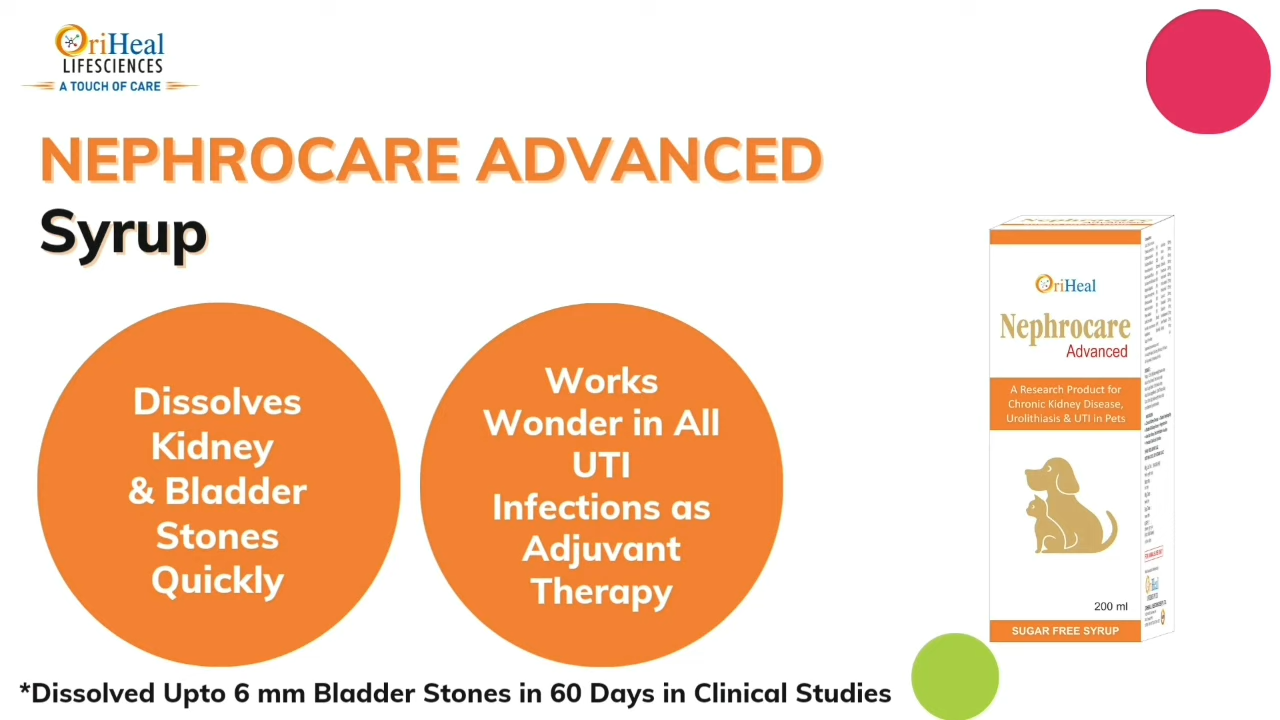 OriHeal
LIFESCIENCES
A TOUCH OF CARE
NEPHROCARE ADVANCED
Syrup
Dissolves
Kidney
& Bladder
Stones
Quickly
Works
Wonder in All
UTI
Infections as
Adjuvant
Therapy
*Dissolved Upto 6 mm Bladder Stones in 60 Days in Clinical Studies
Nephrocare
OriHeal
Nephrocare
Advanced
A Research Product for
Chronic Kidney Disease,
Urolithiasis & UTI in Pets
200 ml
SUGAR FREE SYRUP
OriHeal